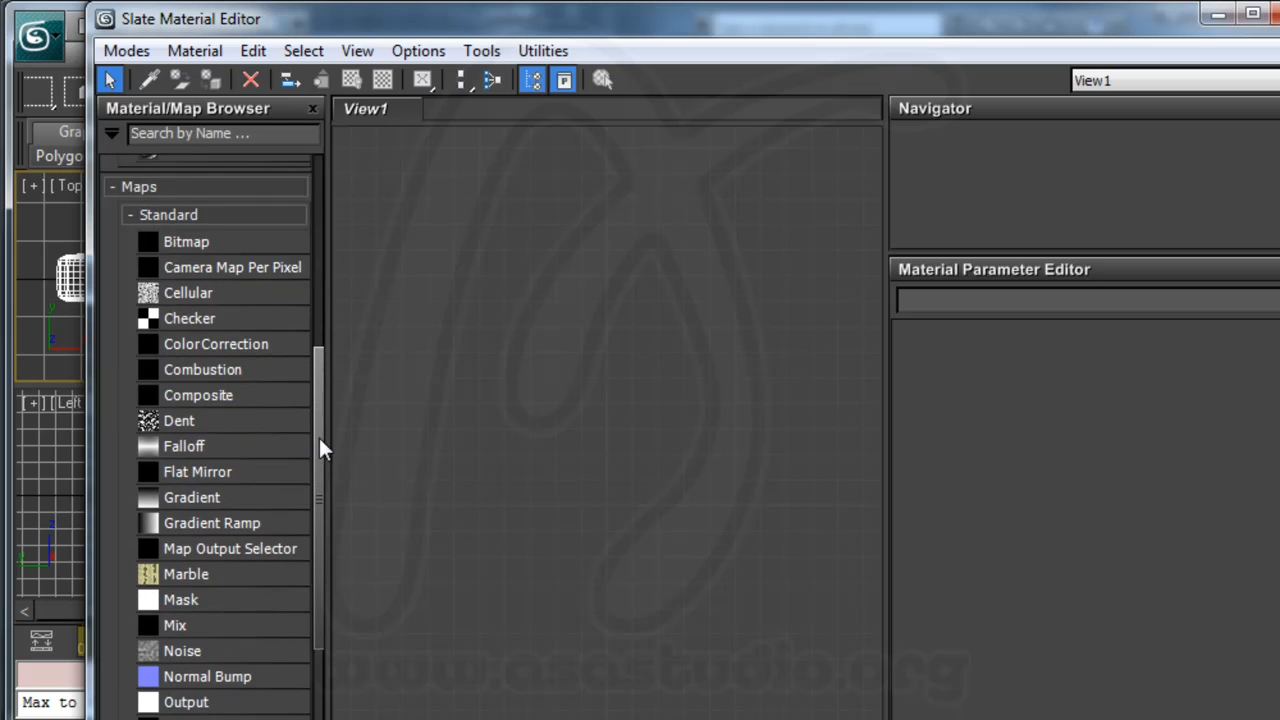 Slate Material Editor
Modes Material Edit Select View Options Tools Utilities
View1
Material/Map Browser x
View1
Navigator
Search by Name ...
Gra
Polygo
[ + ] [ Top
- Maps
- Standard
Bitmap
Camera Map Per Pixel
Material Parameter Editor
Cellular
Checker
ColorCorrection
Combustion
Composite
[ + ] [ Left
Dent
Falloff
Flat Mirror
Gradient
Gradient Ramp
Map Output Selector
Marble
Mask
Mix
Noise
Normal Bump
Output
Max to
www.asastudio.org